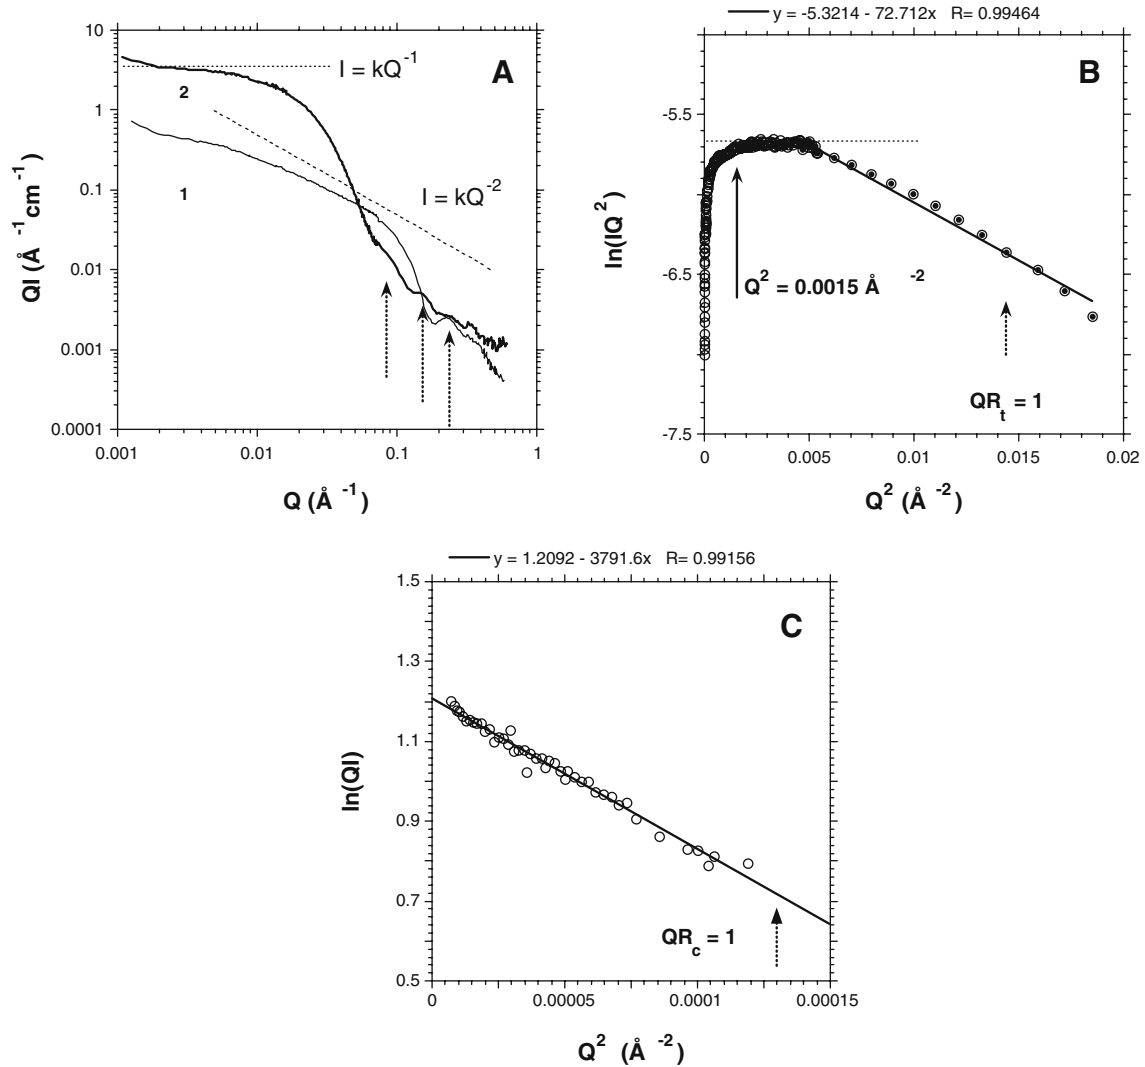 10
1
0.1
0.01
0.001
0.0001
QI (Å⁻¹cm⁻¹)
0.001
0.01
0.1
1
Q (Å⁻¹)
I = kQ⁻¹
A
2
1
I = kQ⁻²
y = -5.3214 - 72.712x R= 0.99464
B
-5.5
-6.5
-7.5
ln(IQ²)
Q² = 0.0015 Å⁻²
QRₜ = 1
0
0.005
0.01
0.015
0.02
Q² (Å⁻²)
y = 1.2092 - 3791.6x R= 0.99156
C
1.5
1.3
1.1
0.9
0.7
0.5
ln(QI)
QR_c = 1
0
0.00005
0.0001
0.00015
Q² (Å⁻²)